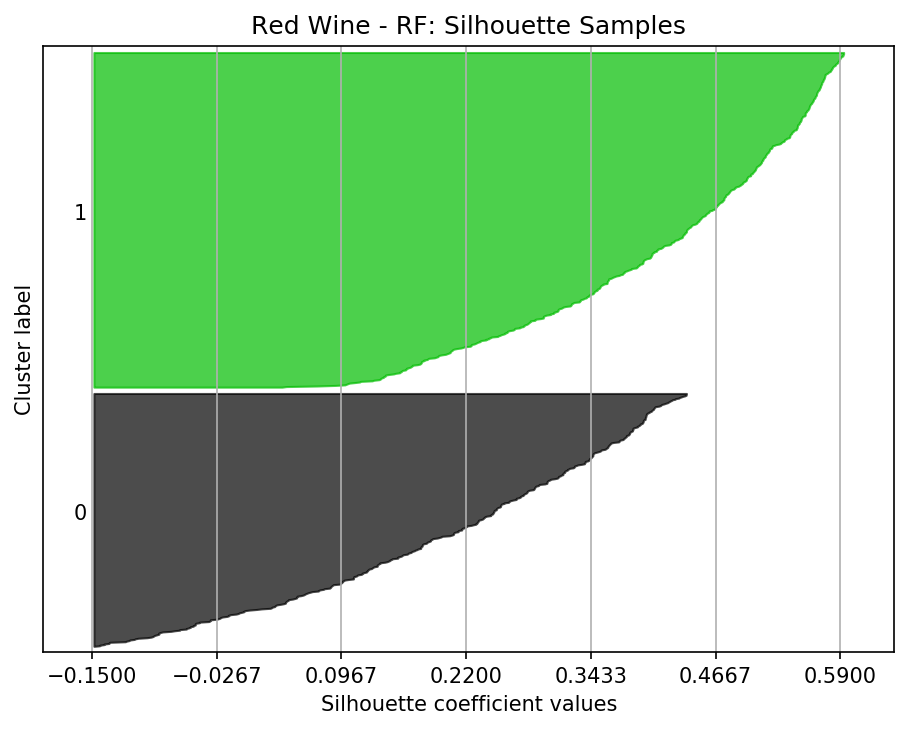 Red Wine - RF: Silhouette Samples
Cluster label
1
0
−0.1500 −0.0267 0.0967 0.2200 0.3433 0.4667 0.5900
Silhouette coefficient values